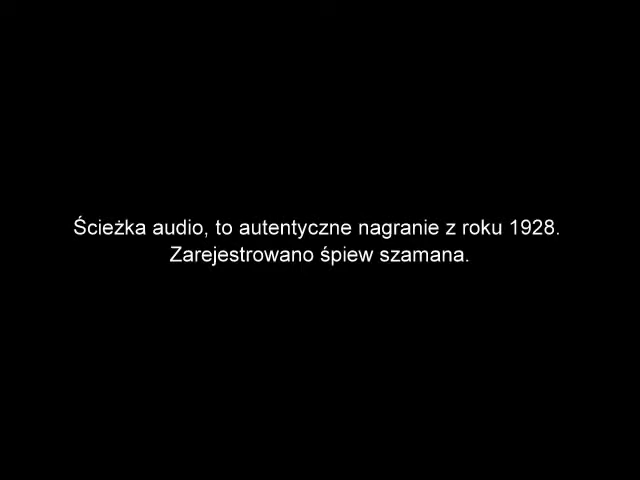 Ścieżka audio, to autentyczne nagranie z roku 1928.
Zarejestrowano śpiew szamana.